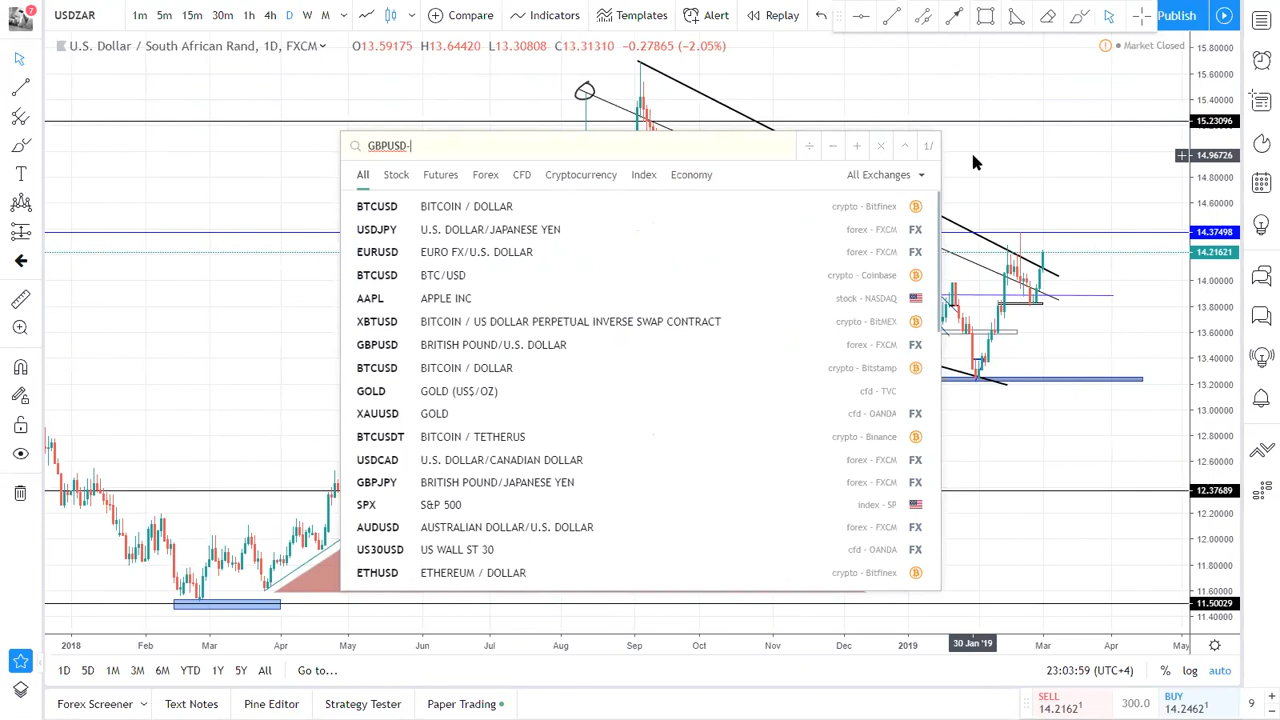 7
USDZAR 1m 5m 15m 30m 1h 4h D W M Compare Indicators Templates Alert Replay Publish
U.S. Dollar / South African Rand, 1D, FXCM O13.59175 H13.64420 L13.30808 C13.31310 −0.27865 (−2.05%) Market Closed
15.80000
15.60000
15.40000
15.23096
GBPUSD- 1/
14.96726
All Stock Futures Forex CFD Cryptocurrency Index Economy All Exchanges
14.80000
14.60000
BTCUSD BITCOIN / DOLLAR crypto - Bitfinex
USDJPY U.S. DOLLAR/JAPANESE YEN forex - FXCM FX
14.37498
EURUSD EURO FX/U.S. DOLLAR forex - FXCM FX
14.21621
BTCUSD BTC/USD crypto - Coinbase
14.00000
AAPL APPLE INC stock - NASDAQ
13.80000
XBTUSD BITCOIN / US DOLLAR PERPETUAL INVERSE SWAP CONTRACT crypto - BitMEX
13.60000
GBPUSD BRITISH POUND/U.S. DOLLAR forex - FXCM FX
13.40000
BTCUSD BITCOIN / DOLLAR crypto - Bitstamp
13.20000
GOLD GOLD (US$/OZ) cfd - TVC
XAUUSD GOLD cfd - OANDA FX
13.00000
BTCUSDT BITCOIN / TETHERUS crypto - Binance
12.80000
USDCAD U.S. DOLLAR/CANADIAN DOLLAR forex - FXCM FX
12.60000
GBPJPY BRITISH POUND/JAPANESE YEN forex - FXCM FX
12.37689
SPX S&P 500 index - SP
AUDUSD AUSTRALIAN DOLLAR/U.S. DOLLAR forex - FXCM FX
12.20000
12.00000
US30USD US WALL ST 30 cfd - OANDA FX
11.80000
ETHUSD ETHEREUM / DOLLAR crypto - Bitfinex
11.60000
11.50029
11.40000
2018 Feb Mar Apr May Jun Jul Aug Sep Oct Nov Dec 2019 30 Jan '19 Mar Apr May
1D 5D 1M 3M 6M YTD 1Y 5Y All Go to... 23:03:59 (UTC+4) % log auto
Forex Screener Text Notes Pine Editor Strategy Tester Paper Trading SELL 14.2162¹ 300.0 BUY 14.2462¹ 9